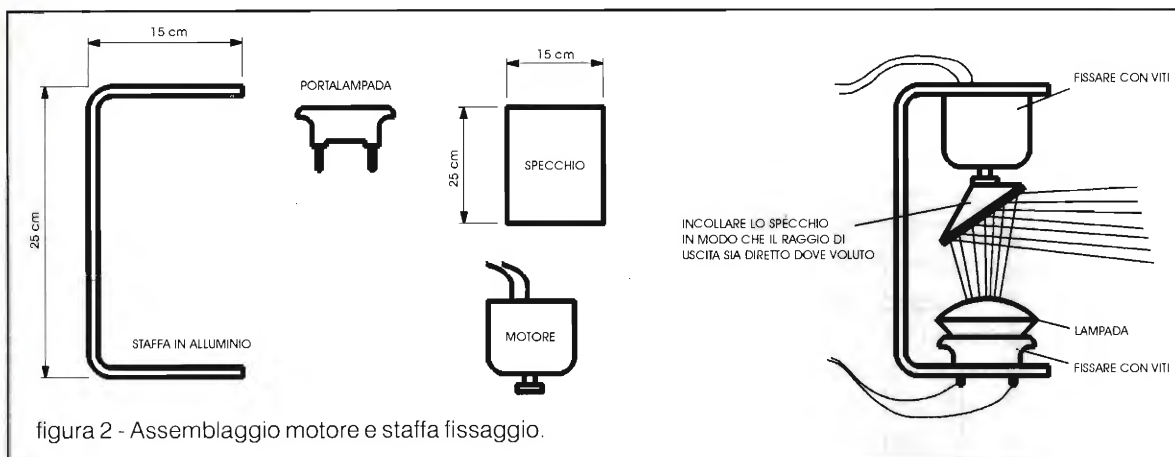 15 cm
25 cm
STAFFA IN ALLUMINIO
PORTALAMPADA
15 cm
25 cm
SPECCHIO
MOTORE
FISSARE CON VITI
INCOLLARE LO SPECCHIO
IN MODO CHE IL RAGGIO DI
USCITA SIA DIRETTO DOVE VOLUTO
LAMPADA
FISSARE CON VITI
figura 2 - Assemblaggio motore e staffa fissaggio.